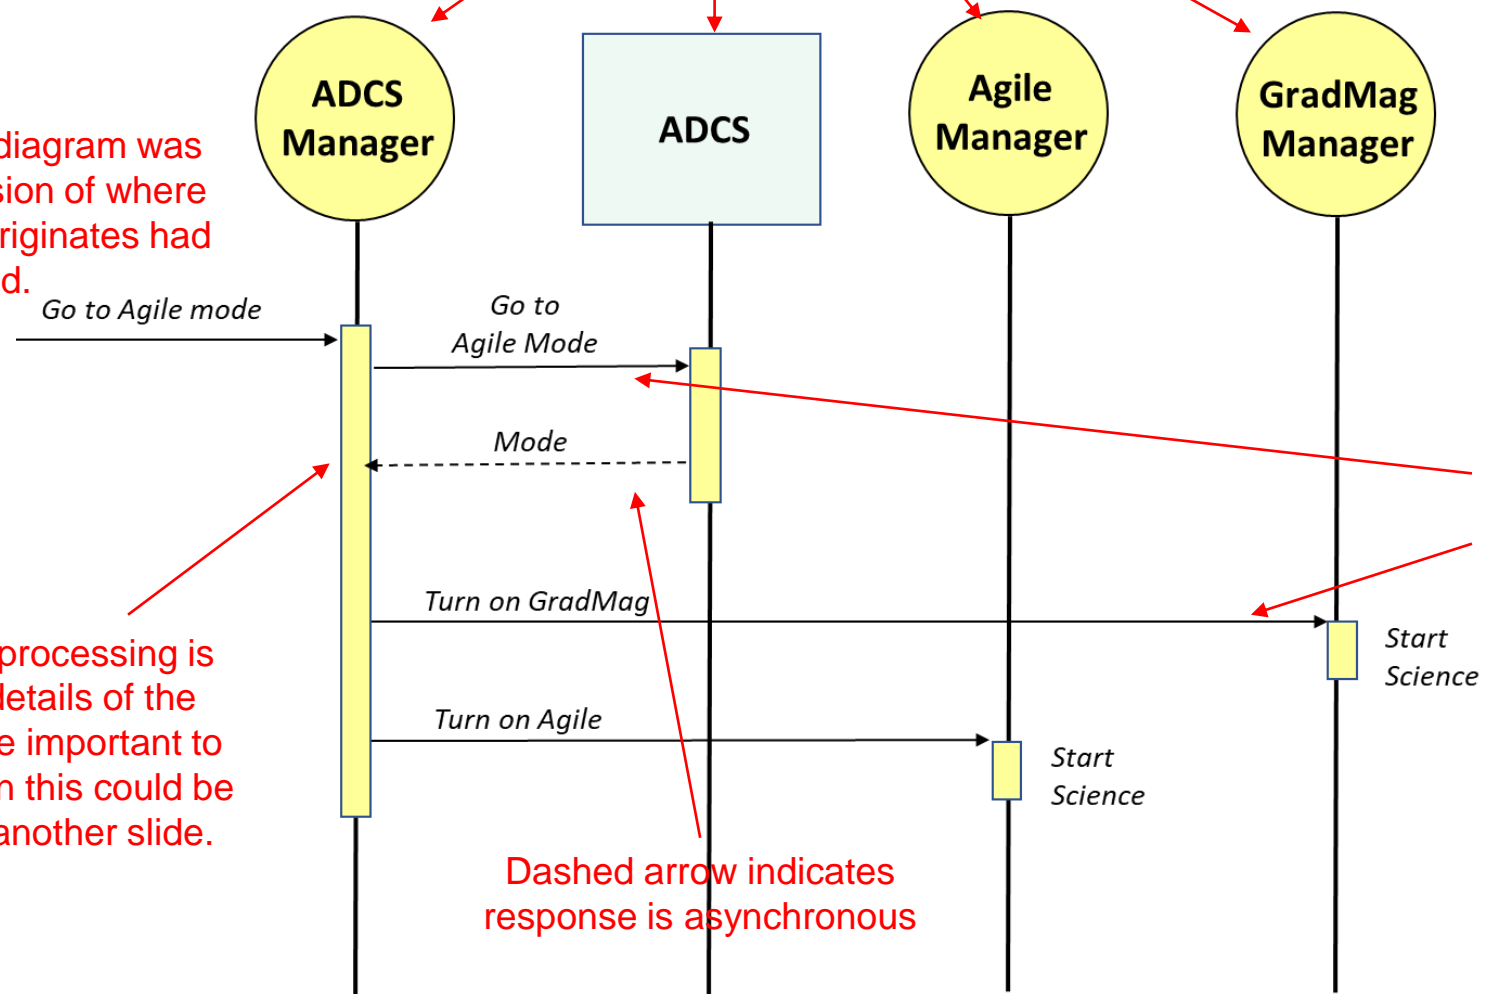 ADCS
Manager
ADCS
Agile
Manager
GradMag
Manager
diagram was
sion of where
riginates had
d.
Go to Agile mode
Go to
Agile Mode
Mode
Turn on GradMag
Start
Science
processing is
details of the
e important to
n this could be
another slide.
Turn on Agile
Start
Science
Dashed arrow indicates
response is asynchronous